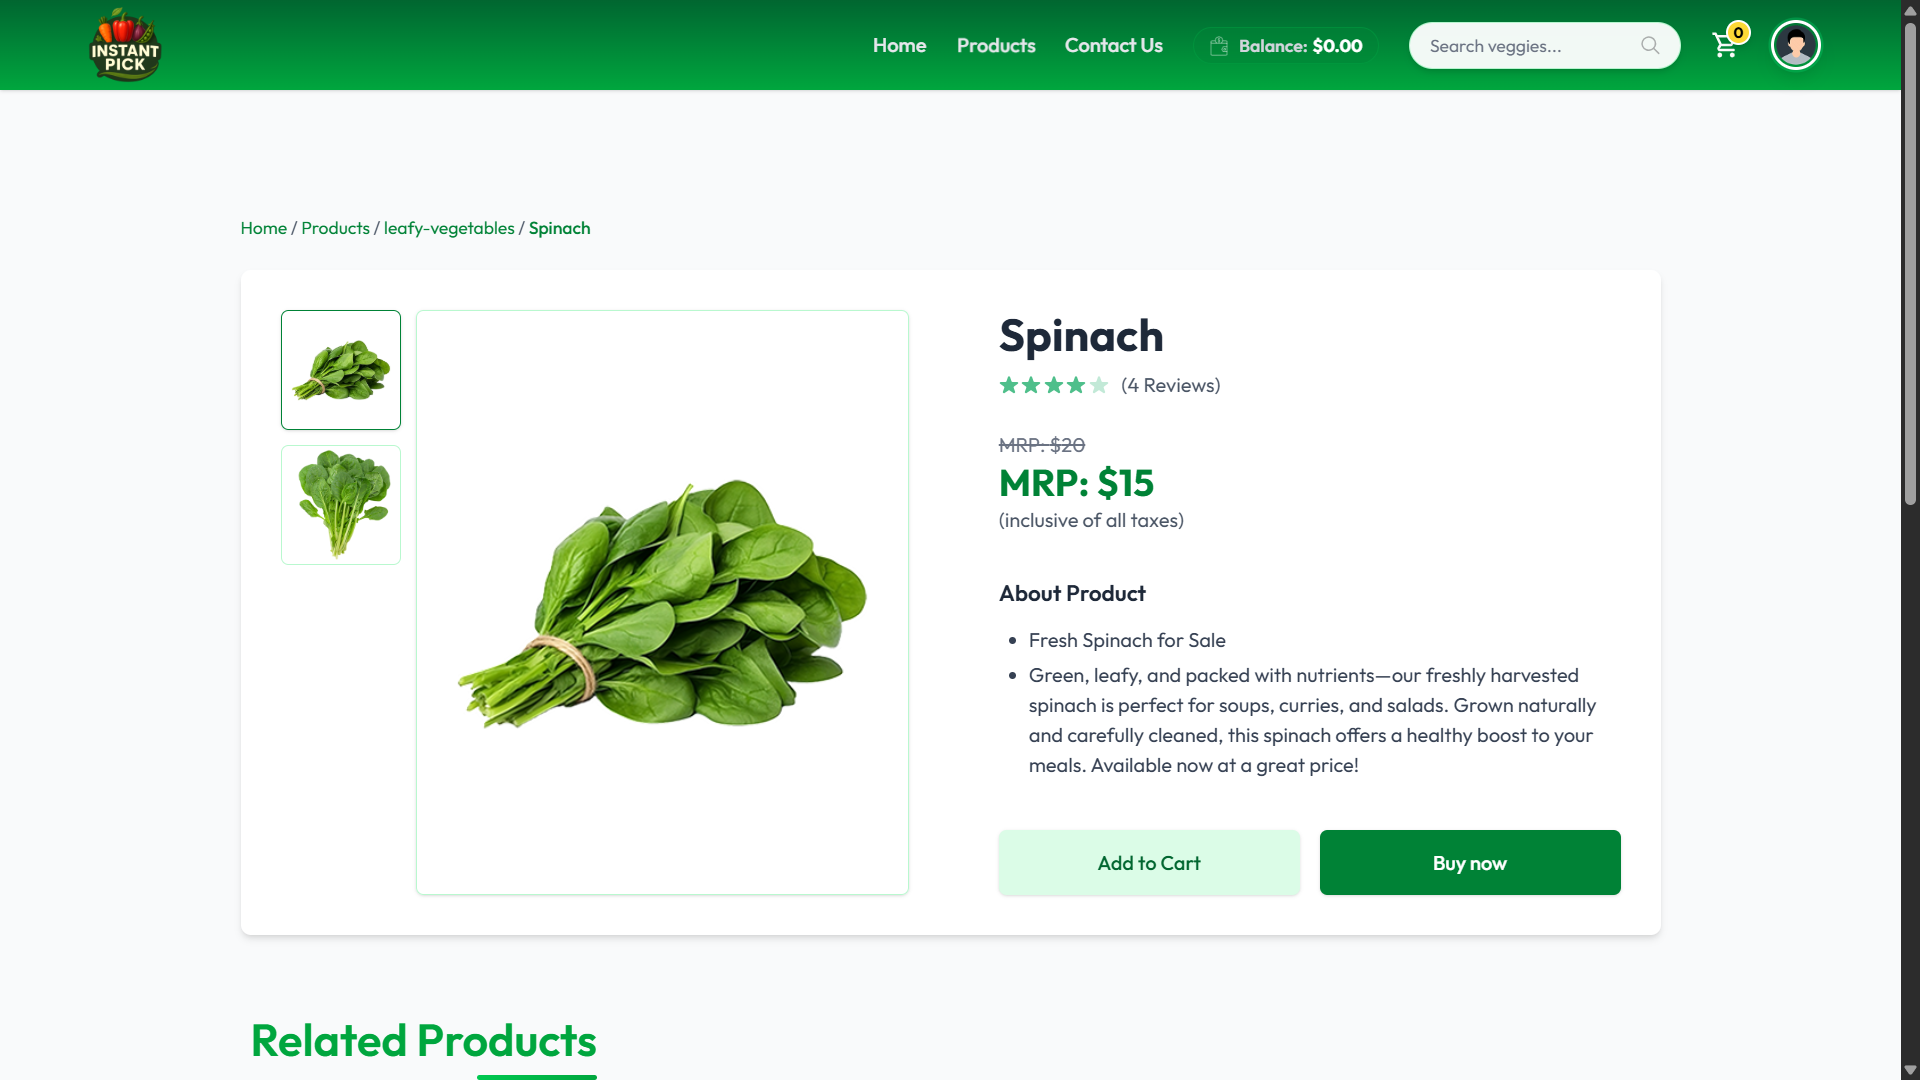 INSTANT
PICK
Home
Products
Contact Us
Balance: $0.00
Search veggies...
0
Home / Products / leafy-vegetables / Spinach
Spinach
(4 Reviews)
MRP: $20
MRP: $15
(inclusive of all taxes)
About Product
Fresh Spinach for Sale
Green, leafy, and packed with nutrients—our freshly harvested
spinach is perfect for soups, curries, and salads. Grown naturally
and carefully cleaned, this spinach offers a healthy boost to your
meals. Available now at a great price!
Add to Cart
Buy now
Related Products